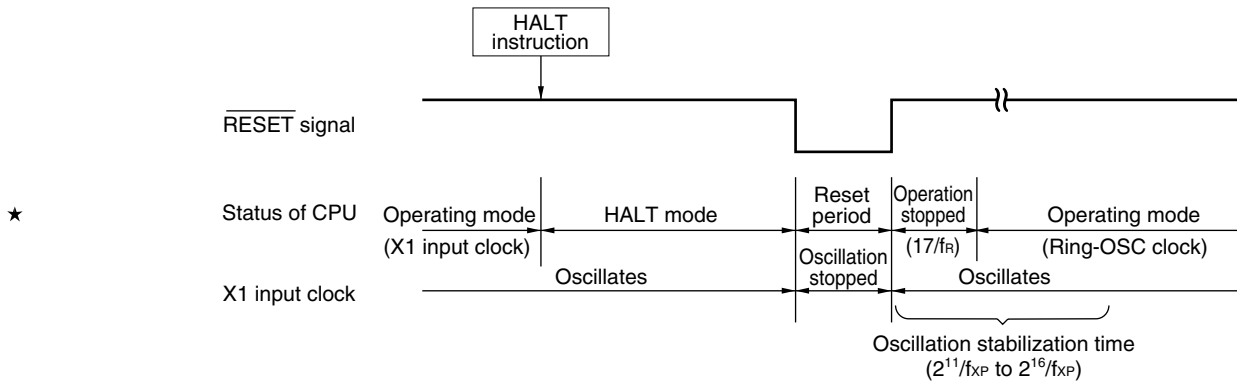 HALT
instruction
RESET signal
★
Status of CPU
Operating mode
(X1 input clock)
HALT mode
Reset
period
Operation
stopped
(17/fR)
Operating mode
(Ring-OSC clock)
X1 input clock
Oscillates
Oscillation
stopped
Oscillates
Oscillation stabilization time
(2¹¹/fXP to 2¹⁶/fXP)